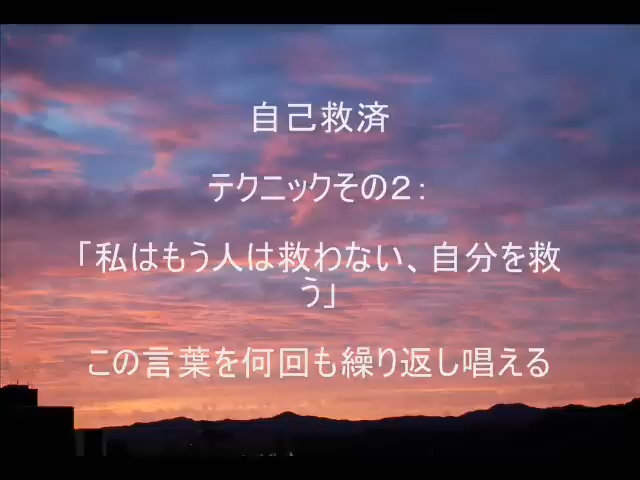 自己救済
テクニックその２：
「私はもう人は救わない、自分を救
う」
この言葉を何回も繰り返し唱える